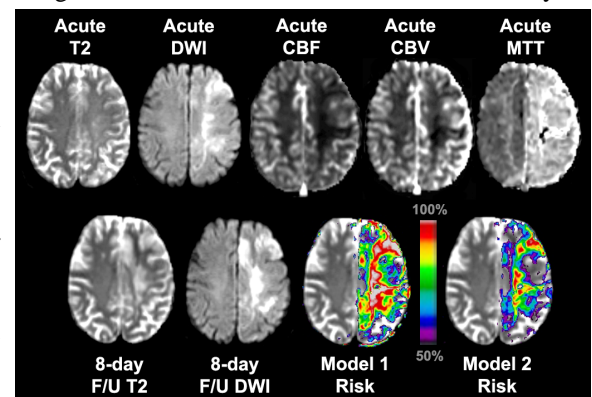 Acute T2
Acute DWI
Acute CBF
Acute CBV
Acute MTT
100%
50%
8-day F/U T2
8-day F/U DWI
Model 1 Risk
Model 2 Risk